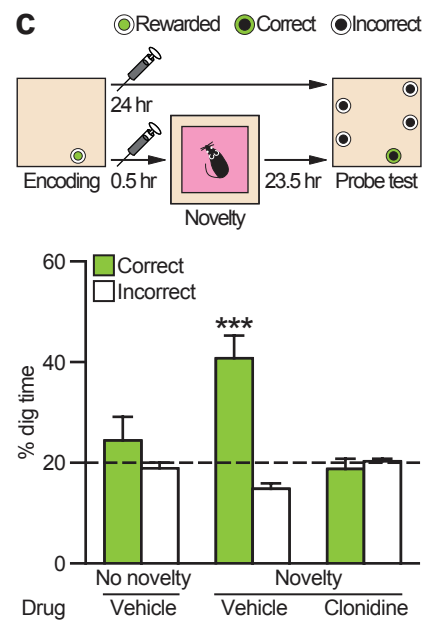 C
Rewarded Correct Incorrect
24 hr
Encoding 0.5 hr 23.5 hr Probe test
Novelty
60
Correct
Incorrect
***
40
% dig time
20
0
No novelty Novelty
Drug Vehicle Vehicle Clonidine